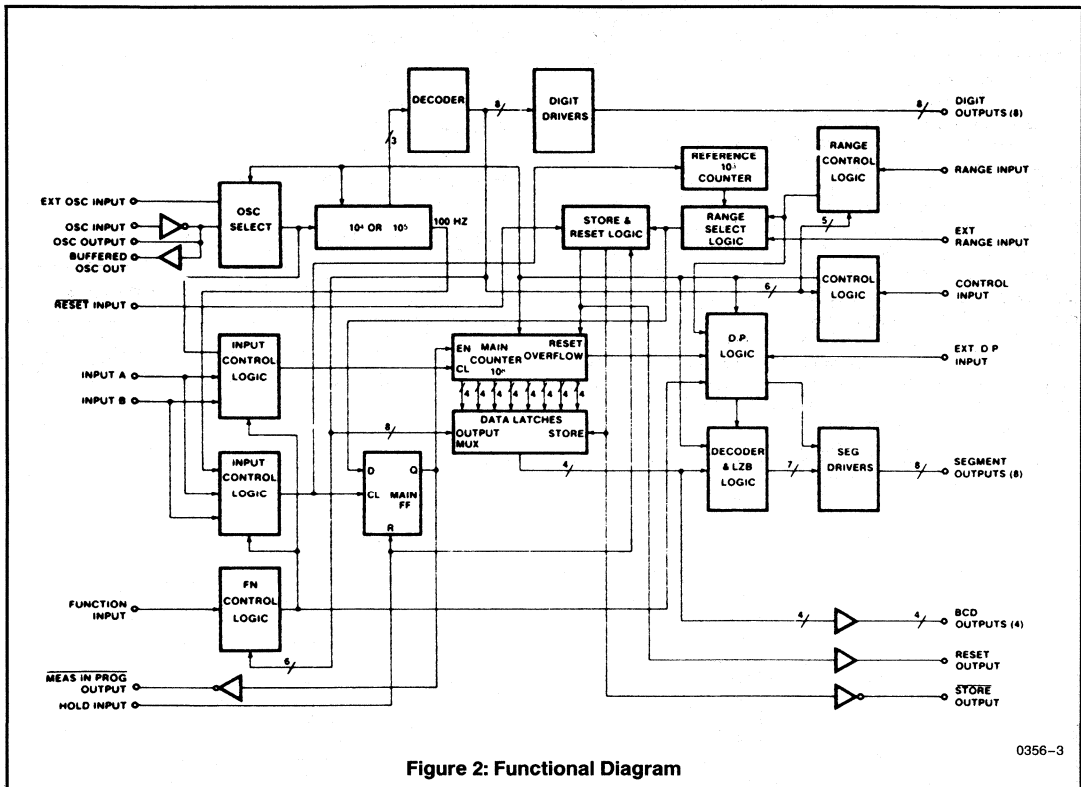 DECODER
8
DIGIT
DRIVERS
8
DIGIT
OUTPUTS (8)
3
REFERENCE
10³
COUNTER
RANGE
CONTROL
LOGIC
RANGE INPUT
EXT OSC INPUT
OSC INPUT
OSC OUTPUT
BUFFERED
OSC OUT
OSC
SELECT
10⁴ OR 10⁵
100 HZ
STORE &
RESET LOGIC
RANGE
SELECT
LOGIC
5
EXT
RANGE INPUT
RESET INPUT
6
CONTROL
LOGIC
CONTROL
INPUT
INPUT
CONTROL
LOGIC
INPUT A
INPUT B
EN
CL
MAIN
COUNTER
10ⁿ
RESET
OVERFLOW
D.P.
LOGIC
EXT D P
INPUT
4 4 4 4 4 4 4 4
DATA LATCHES
OUTPUT
MUX
STORE
8
4
DECODER
& LZB
LOGIC
7
SEG
DRIVERS
8
SEGMENT
OUTPUTS (8)
INPUT
CONTROL
LOGIC
D Q
CL MAIN
FF
R
FUNCTION
INPUT
FN
CONTROL
LOGIC
6
4
4
BCD
OUTPUTS (4)
RESET
OUTPUT
STORE
OUTPUT
MEAS IN PROG
OUTPUT
HOLD INPUT
0356–3
Figure 2: Functional Diagram